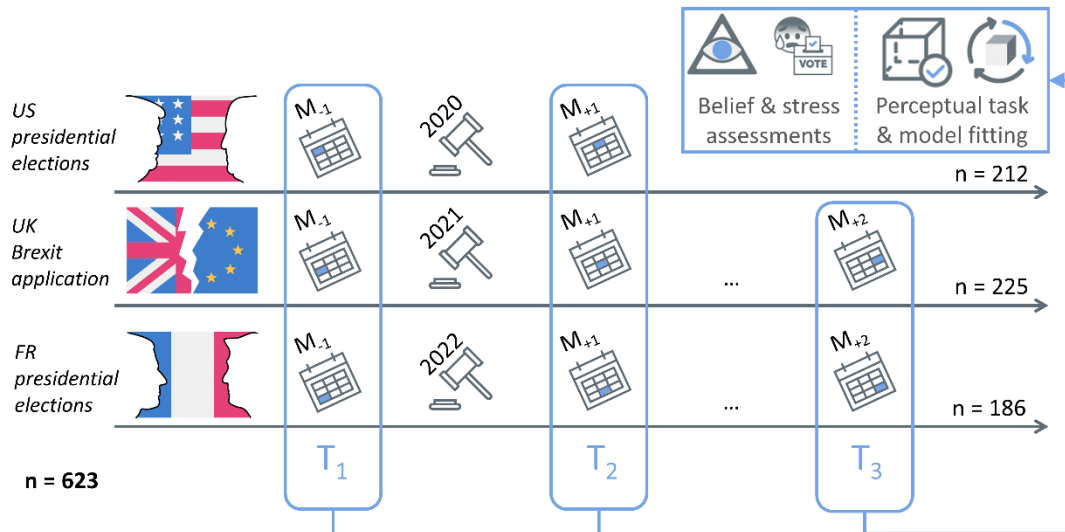 VOTE
Belief & stress
assessments
Perceptual task
& model fitting
US
presidential
elections
M-1
2020
M+1
n = 212
UK
Brexit
application
M-1
2021
M+1
...
M+2
n = 225
FR
presidential
elections
M-1
2022
M+1
...
M+2
n = 186
T1
T2
T3
n = 623